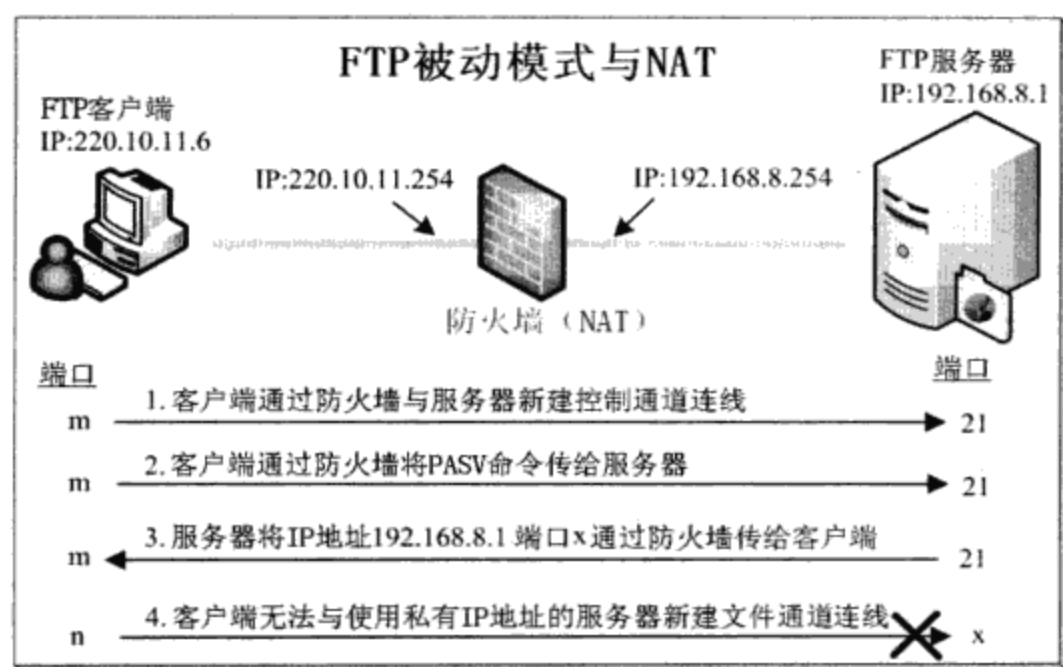 FTP被动模式与NAT
FTP服务器
IP:192.168.8.1
FTP客户端
IP:220.10.11.6
IP:220.10.11.254
IP:192.168.8.254
防火墙（NAT）
端口
端口
1.客户端通过防火墙与服务器新建控制通道连线
m
21
2.客户端通过防火墙将PASV命令传给服务器
m
21
3.服务器将IP地址192.168.8.1 端口x通过防火墙传给客户端
m
21
4.客户端无法与使用私有IP地址的服务器新建文件通道连线
n
x